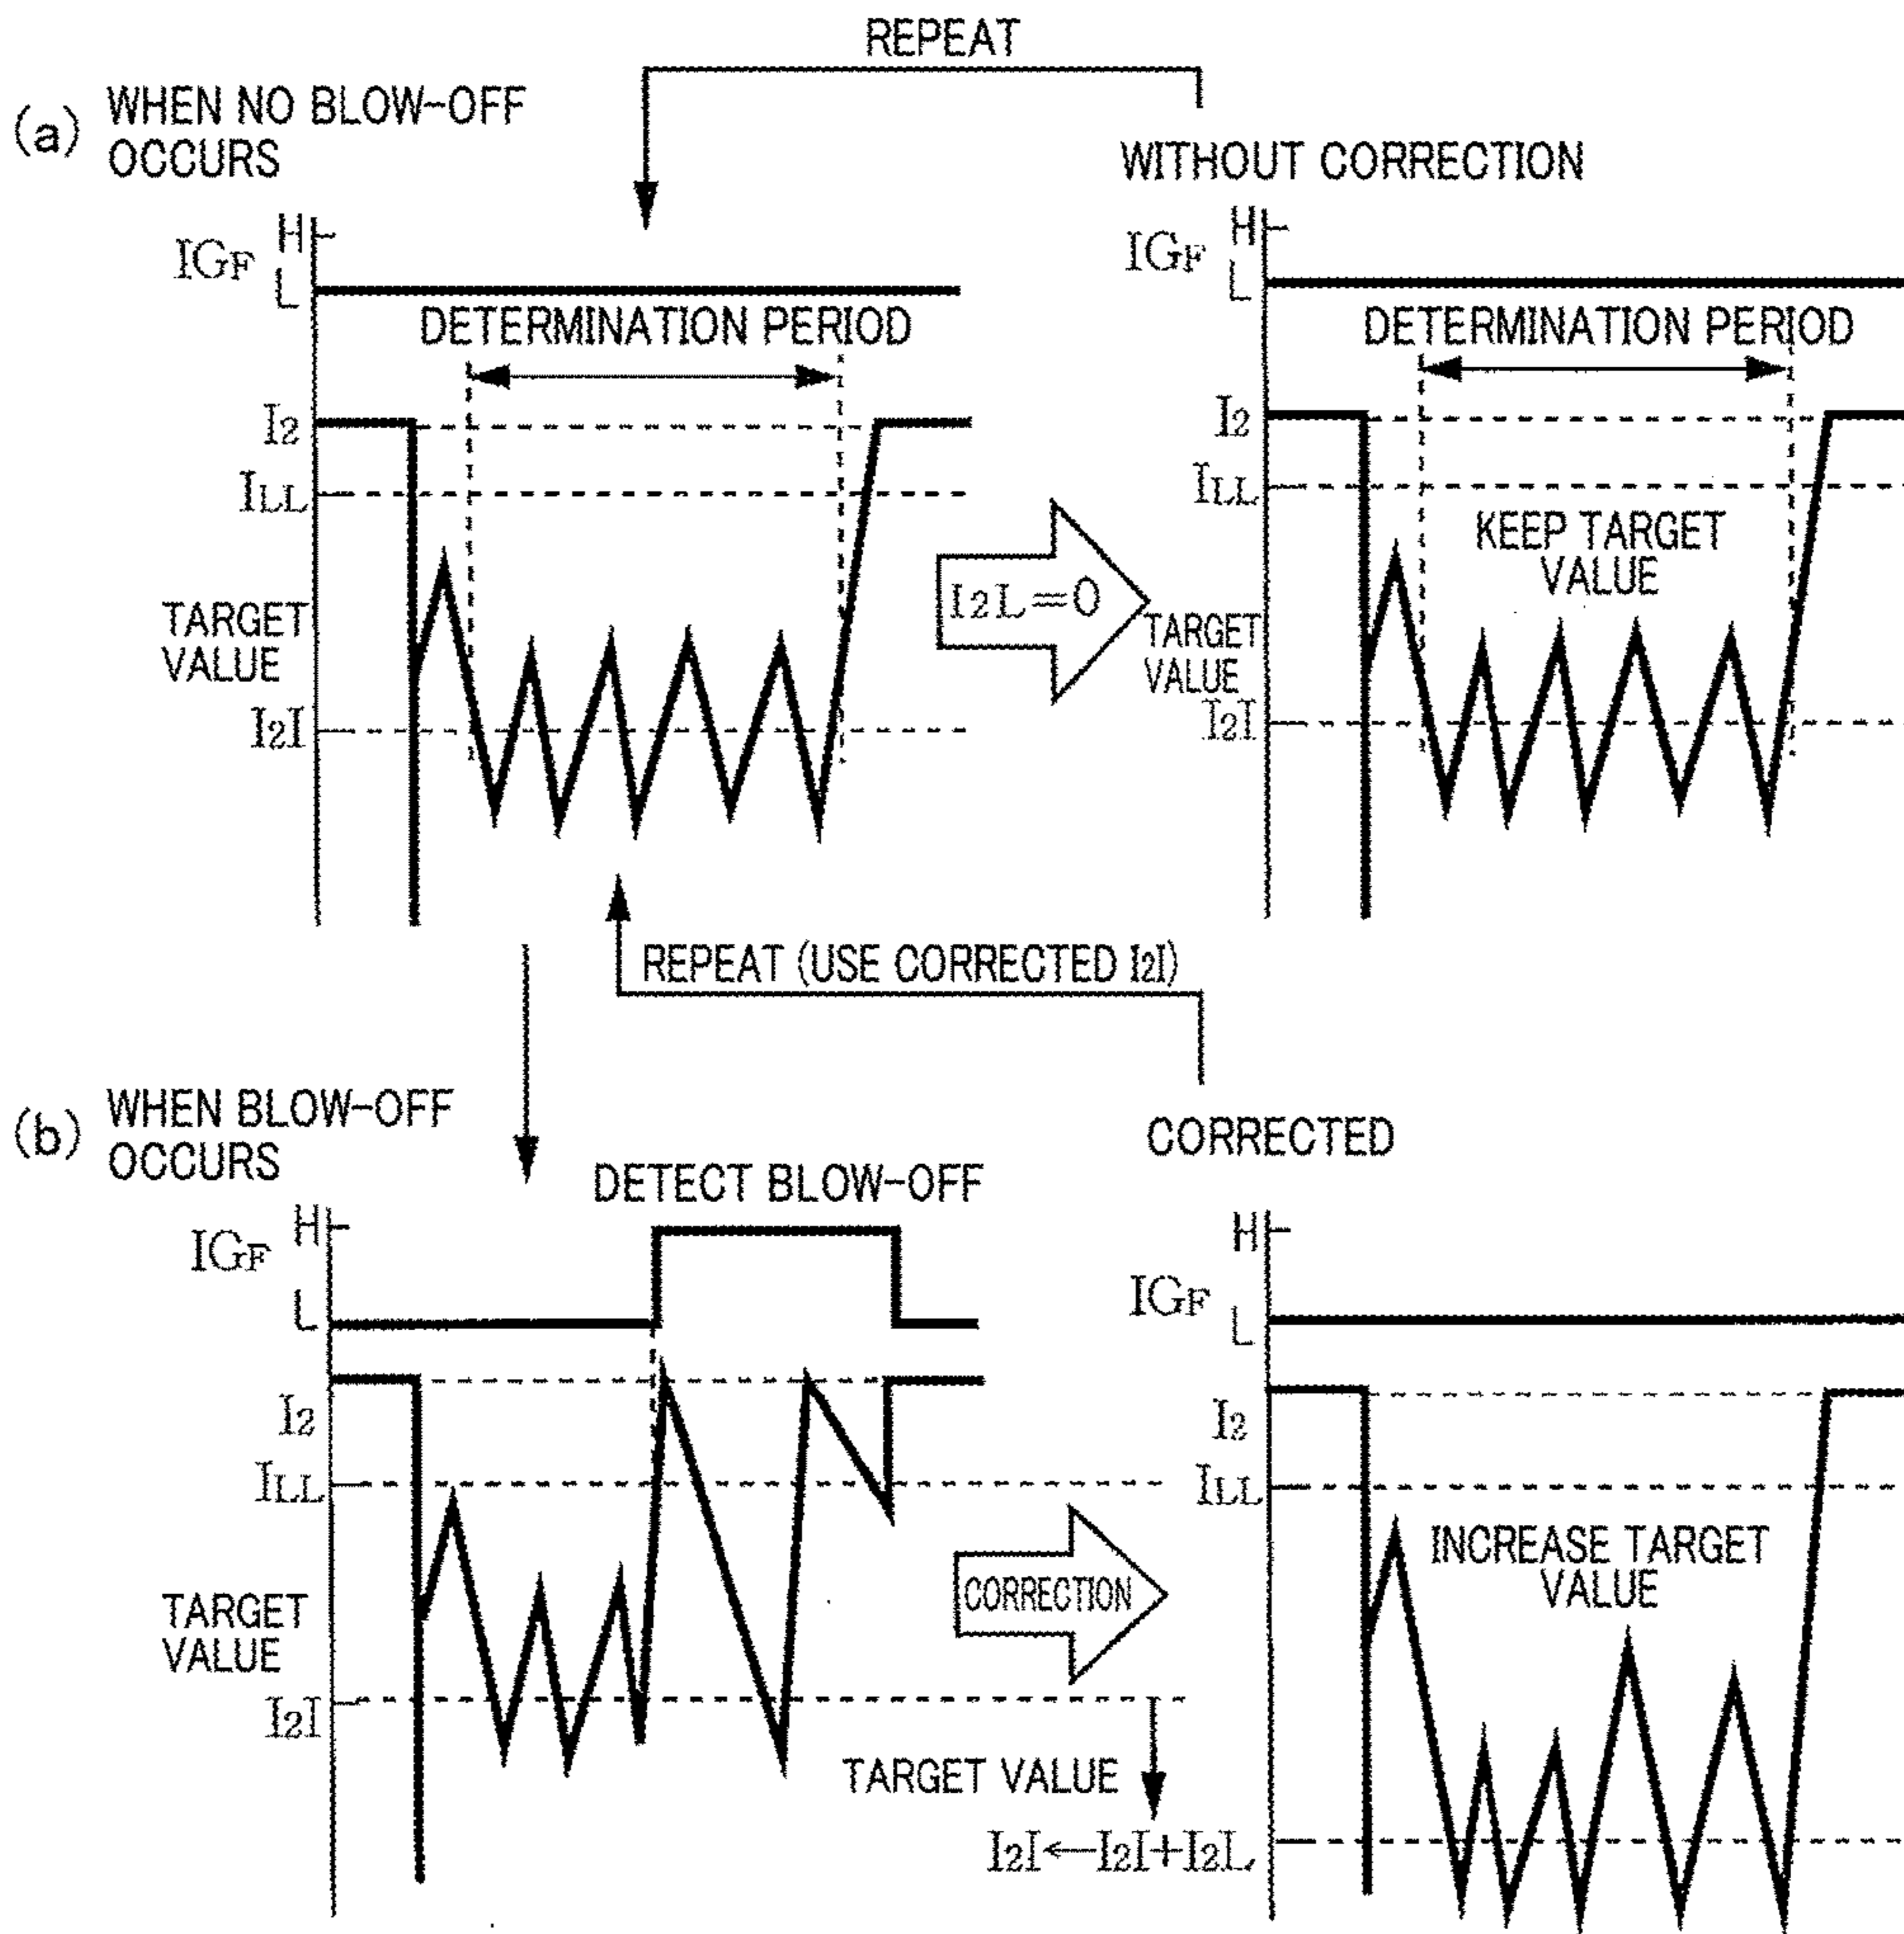 REPEAT
(a) WHEN NO BLOW-OFF
OCCURS
WITHOUT CORRECTION
H
IGF
L
DETERMINATION PERIOD
I2
ILL
TARGET
VALUE
I2I
I2L=0
H
IGF
L
DETERMINATION PERIOD
I2
ILL
KEEP TARGET
VALUE
TARGET
VALUE
I2I
REPEAT (USE CORRECTED I2I)
(b) WHEN BLOW-OFF
OCCURS
CORRECTED
DETECT BLOW-OFF
H
IGF
L
I2
ILL
TARGET
VALUE
I2I
CORRECTION
TARGET VALUE
I2I←I2I+I2L
H
IGF
L
I2
ILL
INCREASE TARGET
VALUE